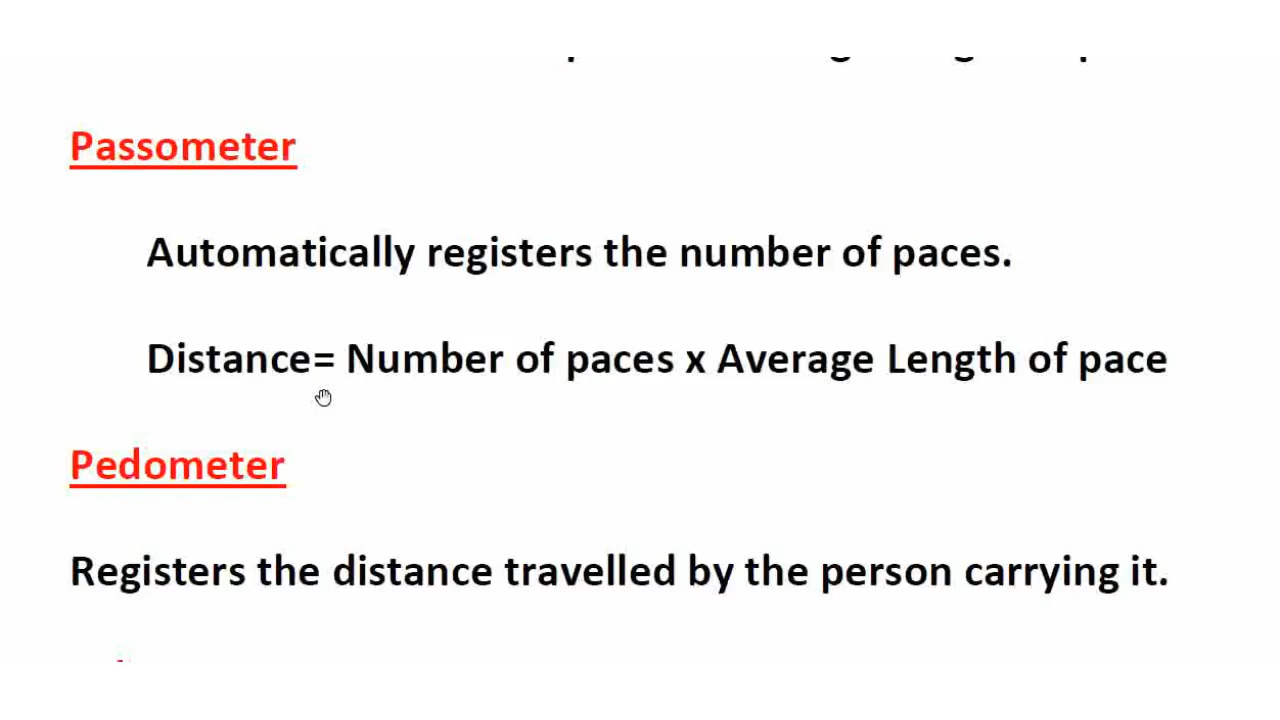 Passometer
Automatically registers the number of paces.
Distance= Number of paces x Average Length of pace
Pedometer
Registers the distance travelled by the person carrying it.